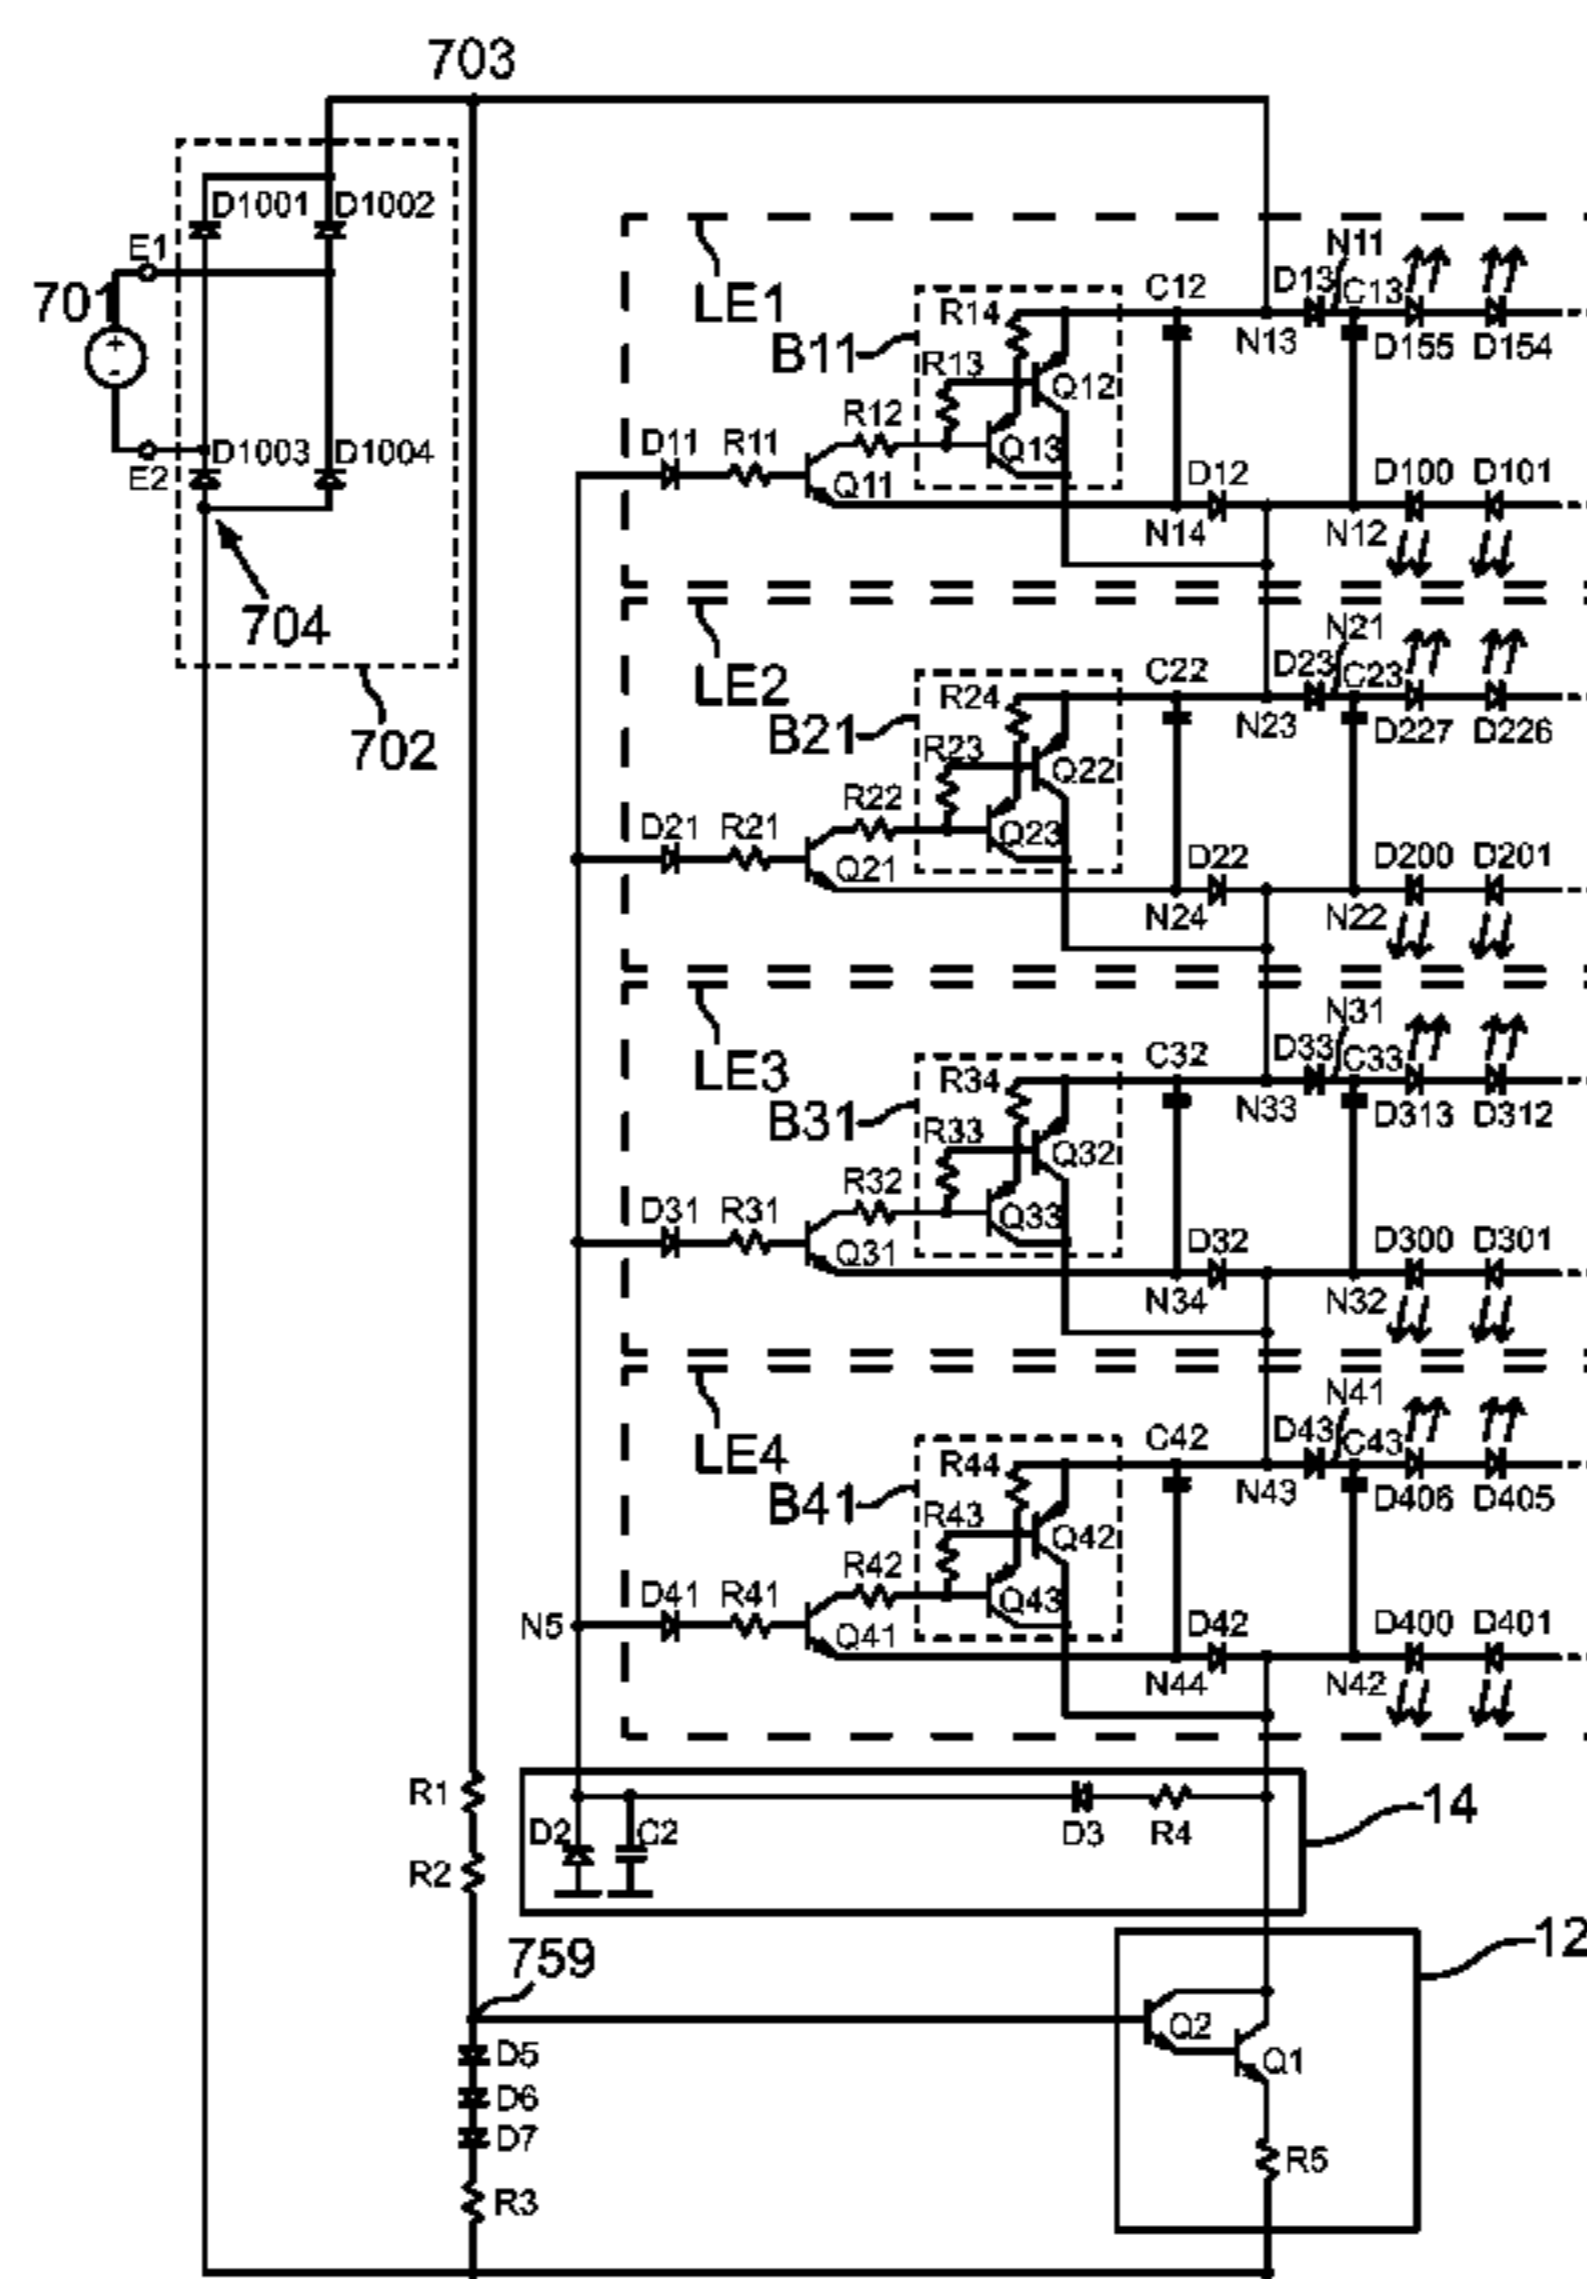 703
D1001 D1002
E1
701
+
-
E2
D1003 D1004
704
702
LE1
B11
R14
R13
R12
D11 R11
Q11
Q12
Q13
C12
D13
N11
C13
N13
D155 D154
D12
D100 D101
N14
N12
LE2
B21
R24
R23
R22
D21 R21
Q21
Q22
Q23
C22
D23
N21
C23
N23
D227 D226
D22
D200 D201
N24
N22
LE3
B31
R34
R33
R32
D31 R31
Q31
Q32
Q33
C32
D33
N31
C33
N33
D313 D312
D32
D300 D301
N34
N32
LE4
B41
R44
R43
R42
D41 R41
N5
Q41
Q42
Q43
C42
D43
N41
C43
N43
D406 D405
D42
D400 D401
N44
N42
R1
D2 C2
D3 R4
14
R2
759
12
Q2
Q1
D5
D6
D7
R5
R3